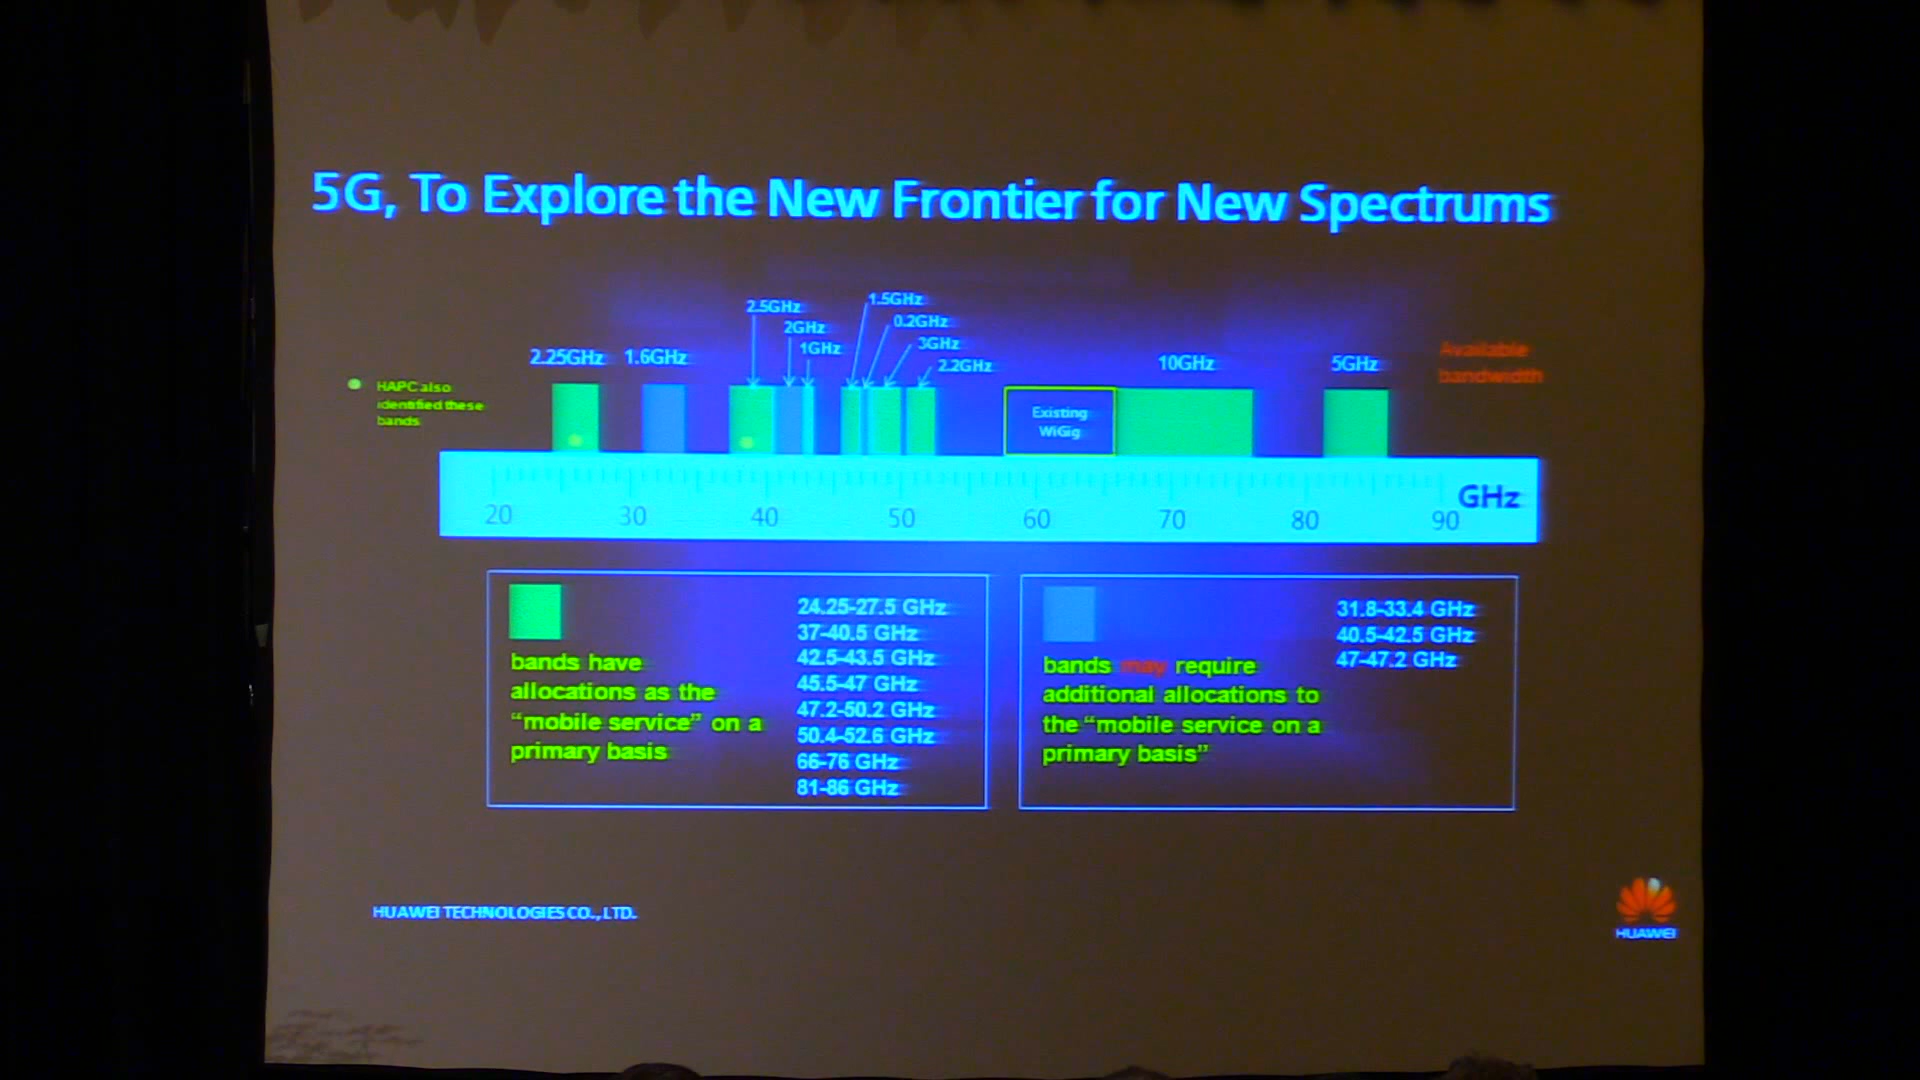 5G, To Explore the New Frontier for New Spectrums
2.25GHz
1.6GHz
2.5GHz
2GHz
1GHz
1.5GHz
0.2GHz
3GHz
2.2GHz
10GHz
5GHz
Available
bandwidth
HAPC also
identified these
bands
Existing
WiGig
20 30 40 50 60 70 80 90 GHz
bands have
allocations as the
“mobile service” on a
primary basis
24.25-27.5 GHz
37-40.5 GHz
42.5-43.5 GHz
45.5-47 GHz
47.2-50.2 GHz
50.4-52.6 GHz
66-76 GHz
81-86 GHz
bands may require
additional allocations to
the “mobile service on a
primary basis”
31.8-33.4 GHz
40.5-42.5 GHz
47-47.2 GHz
HUAWEI TECHNOLOGIES CO., LTD.
HUAWEI